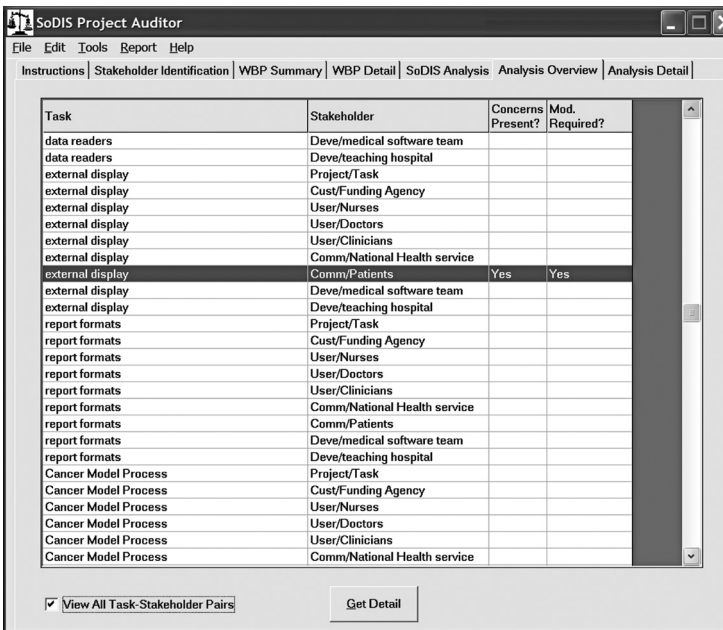 SoDIS Project Auditor
File Edit Tools Report Help
Instructions Stakeholder Identification WBP Summary WBP Detail SoDIS Analysis Analysis Overview Analysis Detail
Task Stakeholder Concerns Present? Mod. Required?
data readers Deve/medical software team
data readers Deve/teaching hospital
external display Project/Task
external display Cust/Funding Agency
external display User/Nurses
external display User/Doctors
external display User/Clinicians
external display Comm/National Health service
external display Comm/Patients Yes Yes
external display Deve/medical software team
external display Deve/teaching hospital
report formats Project/Task
report formats Cust/Funding Agency
report formats User/Nurses
report formats User/Doctors
report formats User/Clinicians
report formats Comm/National Health service
report formats Comm/Patients
report formats Deve/medical software team
report formats Deve/teaching hospital
Cancer Model Process Project/Task
Cancer Model Process Cust/Funding Agency
Cancer Model Process User/Nurses
Cancer Model Process User/Doctors
Cancer Model Process User/Clinicians
Cancer Model Process Comm/National Health service
View All Task-Stakeholder Pairs Get Detail